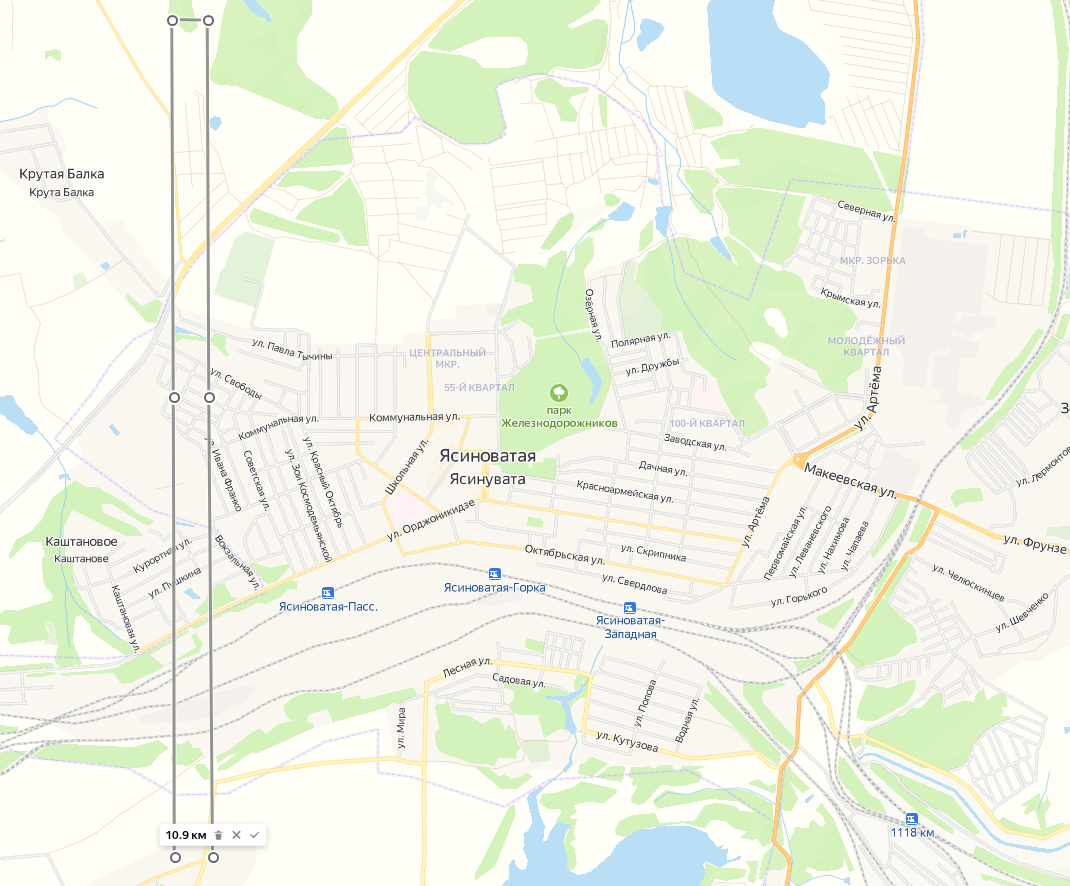 Крутая Балка
Крута Балка
Северная ул.
МКР. ЗОРЬКА
Крымская ул.
Озёрная ул.
Полярная ул.
МОЛОДЁЖНЫЙ
КВАРТАЛ
ул. Павла Тычины
ЦЕНТРАЛЬНЫЙ
МКР.
ул. Дружбы
ул. Свободы
55-Й КВАРТАЛ
ул. Артёма
парк
Железнодорожников
Коммунальная ул.
Коммунальная ул.
100-Й КВАРТАЛ
З
Заводская ул.
Ясиноватая
Ясинувата
Школьная ул.
Дачная ул.
Макеевская ул.
ул. Лермонтов
ул. Ивана Франко
Советская ул.
ул. Зои Космодемьянской
ул. Красный Октябрь
Красноармейская ул.
ул. Орджоникидзе
ул. Артёма
Первомайская ул.
ул. Леваневского
ул. Нахимова
ул. Чапаева
ул. Фрунзе
Каштановое
Каштанове
Курортная ул.
Вокзальная ул.
Октябрьская ул.
ул. Скрипника
ул. Пушкина
Каштановая ул.
Ясиноватая-Пасс.
Ясиноватая-Горка
ул. Свердлова
ул. Горького
ул. Челюскинцев
ул. Шевченко
Ясиноватая-
Западная
Лесная ул.
Садовая ул.
ул. Мира
ул. Попова
Водная ул.
ул. Кутузова
10.9 км
1118 км